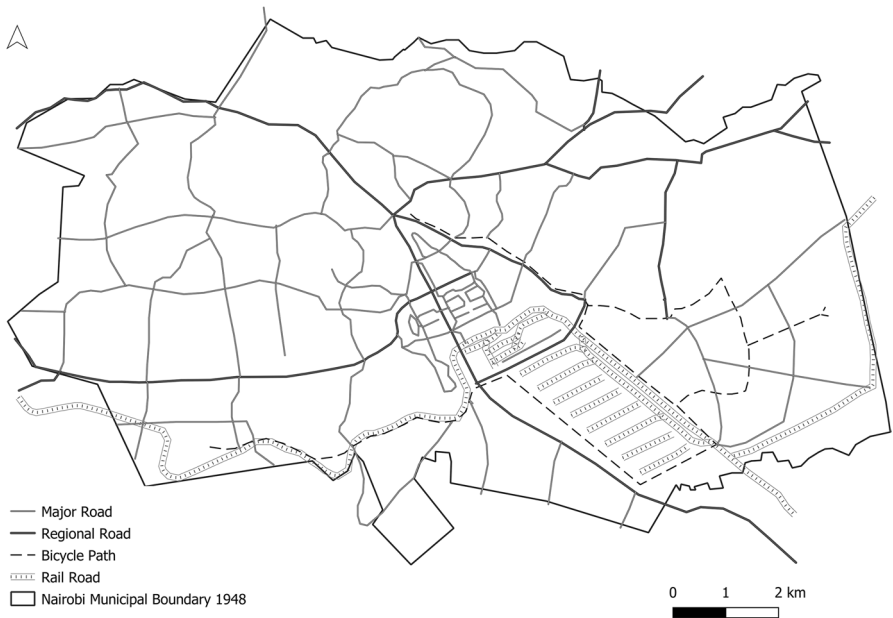 Major Road
Regional Road
Bicycle Path
Rail Road
Nairobi Municipal Boundary 1948
0 1 2 km